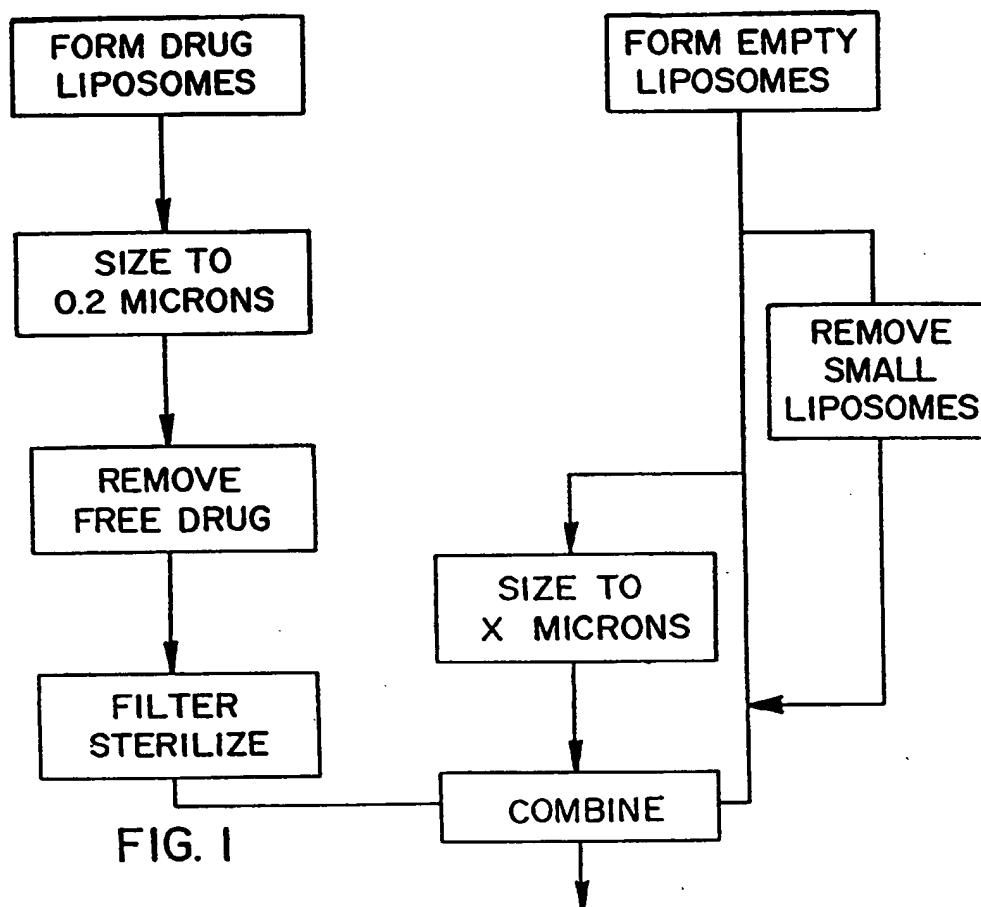 FORM DRUG
LIPOSOMES
SIZE TO
0.2 MICRONS
REMOVE
FREE DRUG
FILTER
STERILIZE
FORM EMPTY
LIPOSOMES
REMOVE
SMALL
LIPOSOMES
SIZE TO
X MICRONS
COMBINE
FIG. 1